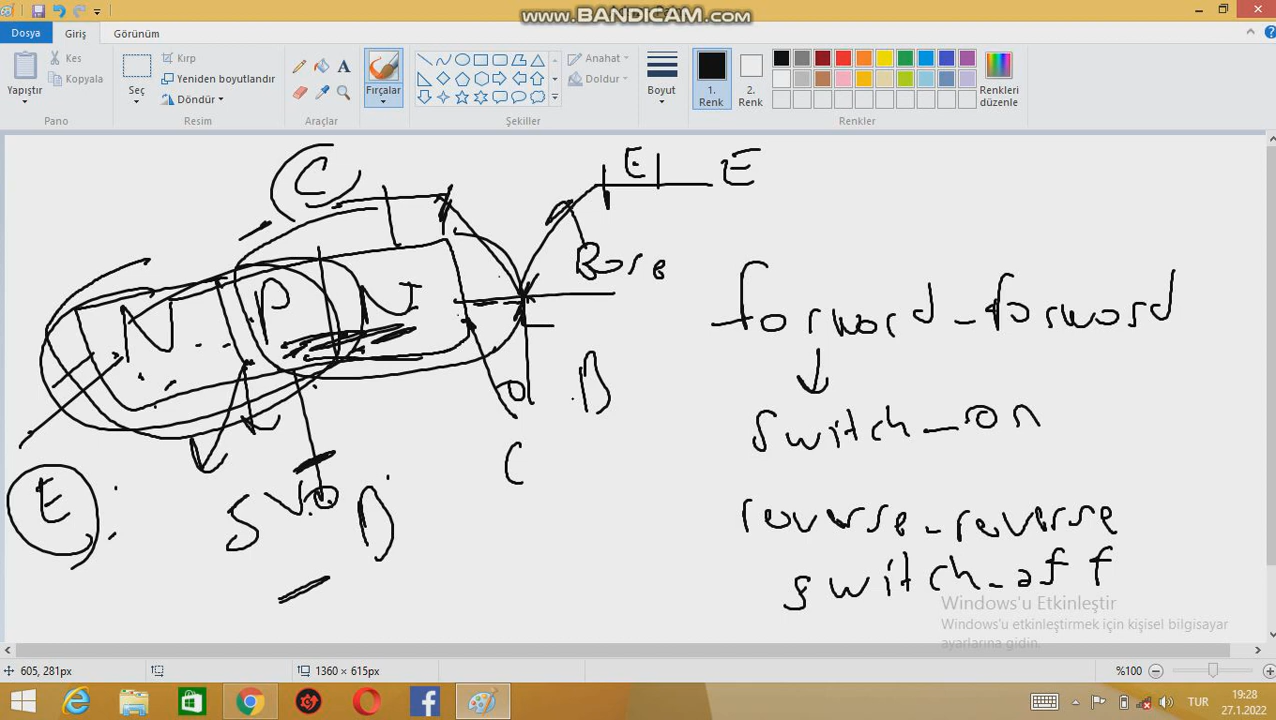 www.BANDICAM.com
Dosya
Giriş
Görünüm
Yapıştır
Kes
Kopyala
Pano
Seç
Kırp
Yeniden boyutlandır
Döndür
Resim
A
Araçlar
Fırçalar
Şekiller
Anahat
Doldur
Boyut
1. Renk
2. Renk
Renkleri düzenle
Renkler
C
E
E
N
P
N
B
C
E
5V
B
forword_forword
switch_on
reverse_reverse
switch_off
Windows'u Etkinleştir
Windows'u etkinleştirmek için kişisel bilgisayar
ayarlarına gidin.
605, 281px
1360 × 615px
%100
TUR
19:28
27.1.2022